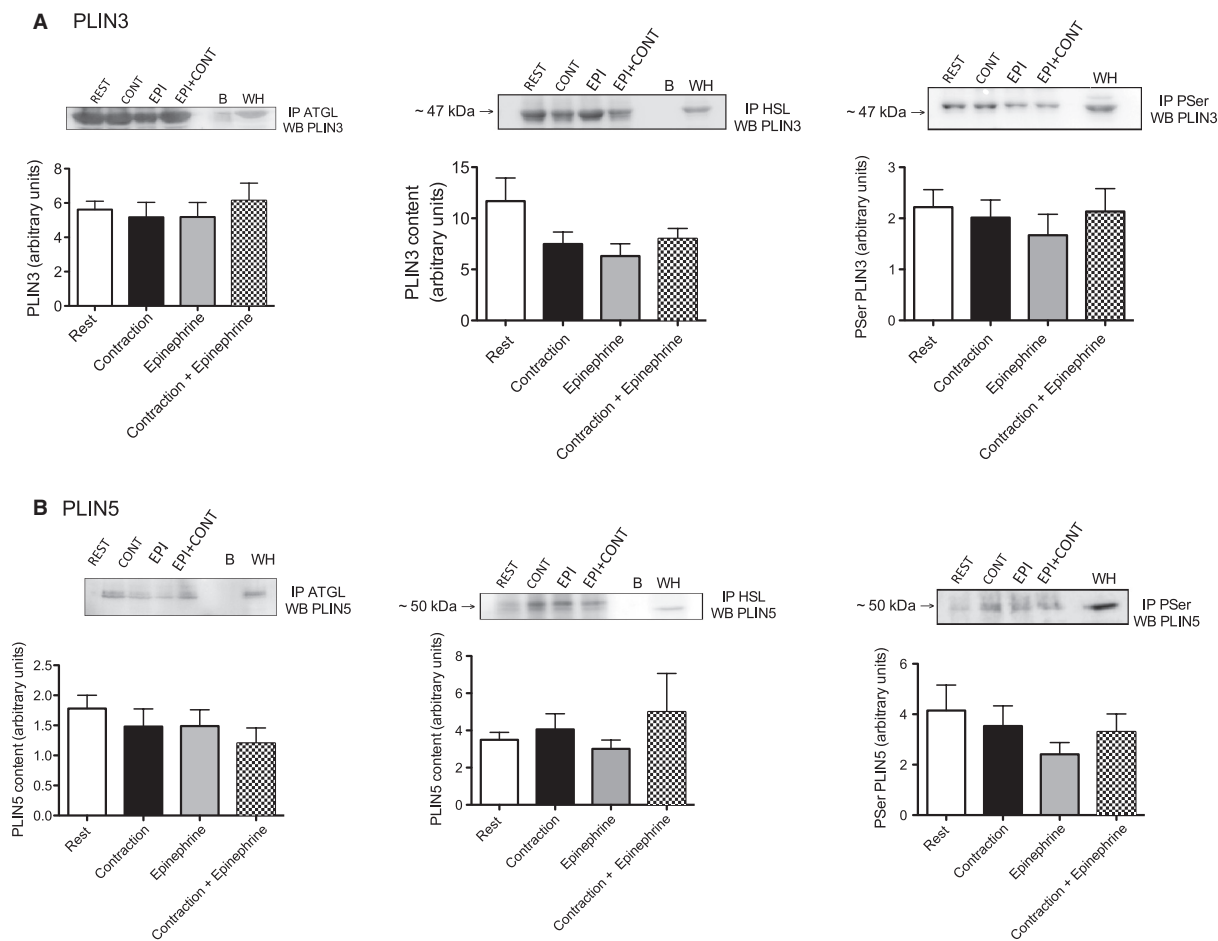 A PLIN3
REST CONT EPI EPI+CONT B WH
IP ATGL
WB PLIN3
PLIN3 (arbitrary units)
8
6
4
2
0
Rest
Contraction
Epinephrine
Contraction + Epinephrine
REST CONT EPI EPI+CONT B WH
~ 47 kDa →
IP HSL
WB PLIN3
PLIN3 content
(arbitrary units)
15
10
5
0
Rest
Contraction
Epinephrine
Contraction + Epinephrine
REST CONT EPI EPI+CONT WH
~ 47 kDa →
IP PSer
WB PLIN3
PSer PLIN3 (arbitrary units)
3
2
1
0
Rest
Contraction
Epinephrine
Contraction + Epinephrine
B PLIN5
REST CONT EPI EPI+CONT B WH
IP ATGL
WB PLIN5
PLIN5 content (arbitrary units)
2.5
2.0
1.5
1.0
0.5
0.0
Rest
Contraction
Epinephrine
Contraction + Epinephrine
REST CONT EPI EPI+CONT B WH
~ 50 kDa →
IP HSL
WB PLIN5
PLIN5 content (arbitrary units)
8
6
4
2
0
Rest
Contraction
Epinephrine
Contraction + Epinephrine
REST CONT EPI EPI+CONT WH
~ 50 kDa →
IP PSer
WB PLIN5
PSer PLIN5 (arbitrary units)
6
4
2
0
Rest
Contraction
Epinephrine
Contraction + Epinephrine